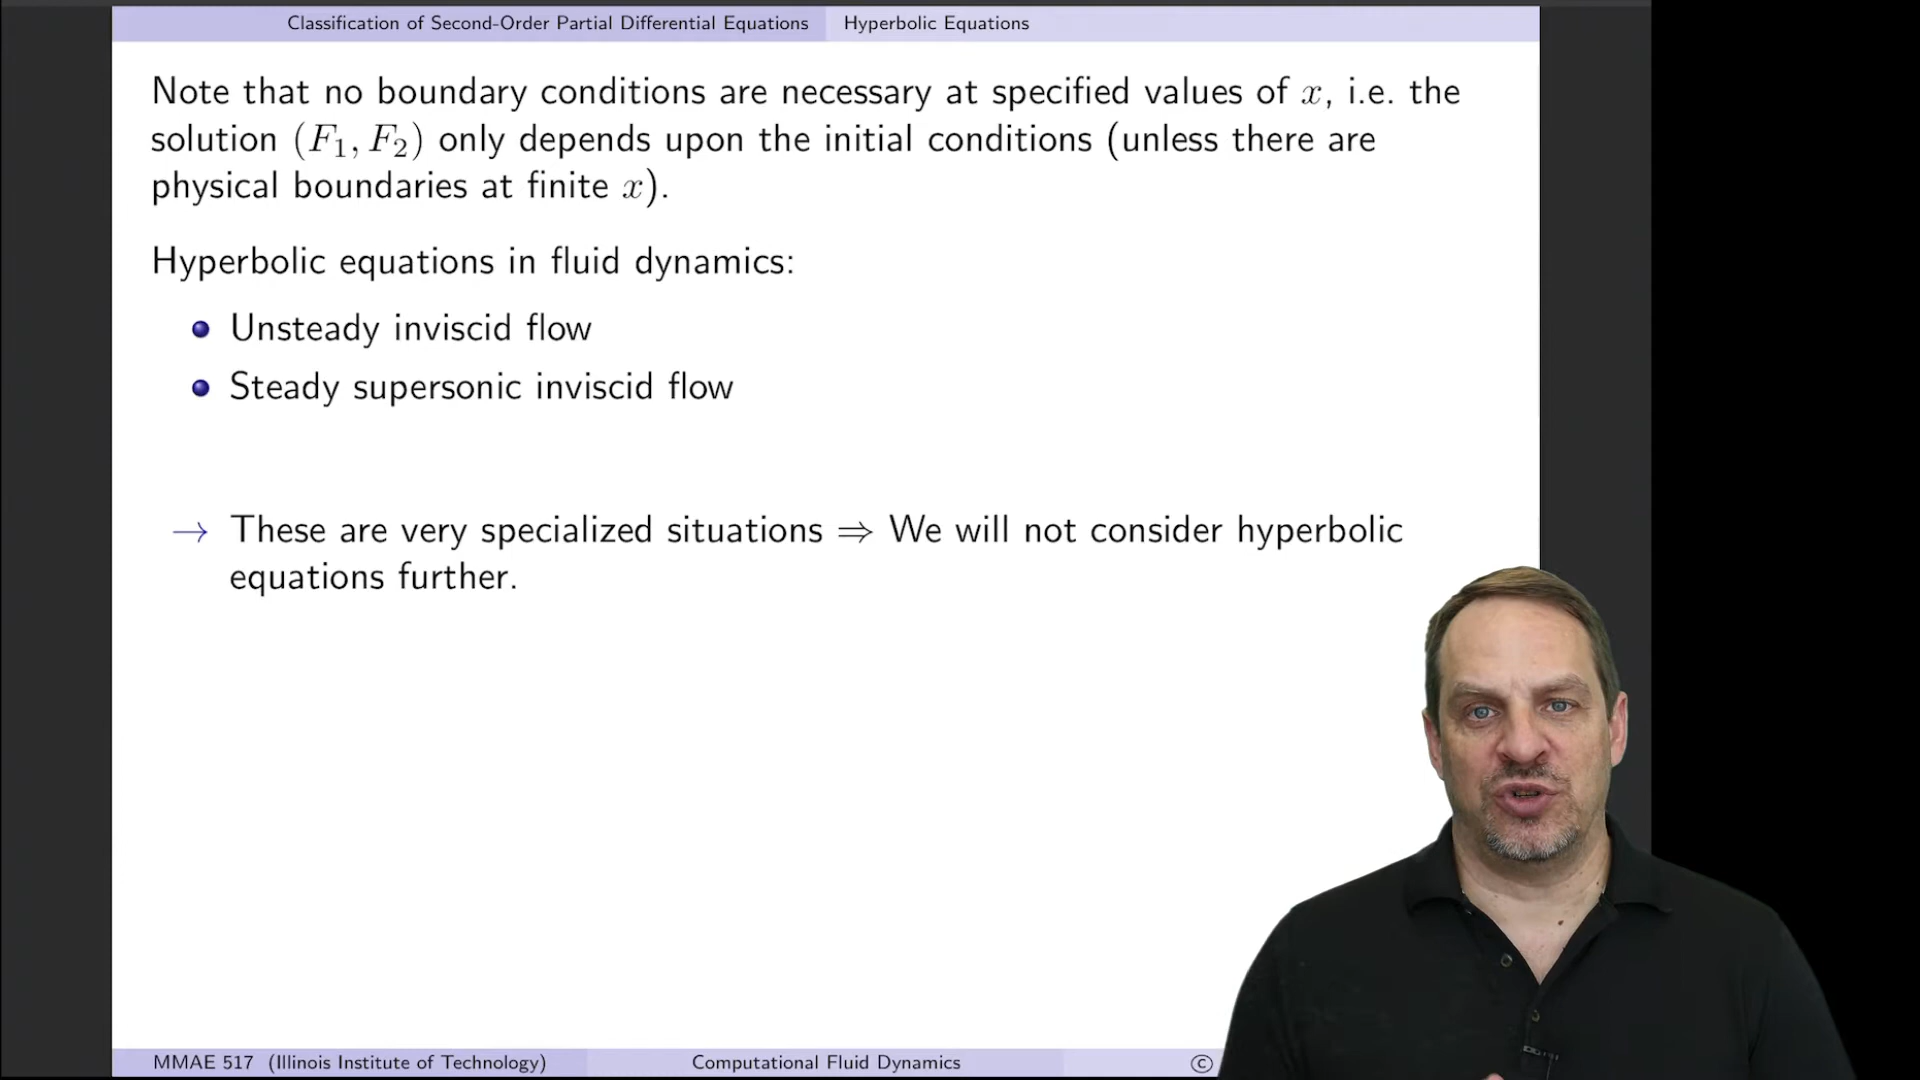 Classification of Second-Order Partial Differential Equations Hyperbolic Equations
Note that no boundary conditions are necessary at specified values of x, i.e. the
solution (F₁, F₂) only depends upon the initial conditions (unless there are
physical boundaries at finite x).
Hyperbolic equations in fluid dynamics:
Unsteady inviscid flow
Steady supersonic inviscid flow
→ These are very specialized situations ⇒ We will not consider hyperbolic
equations further.
MMAE 517 (Illinois Institute of Technology) Computational Fluid Dynamics ©